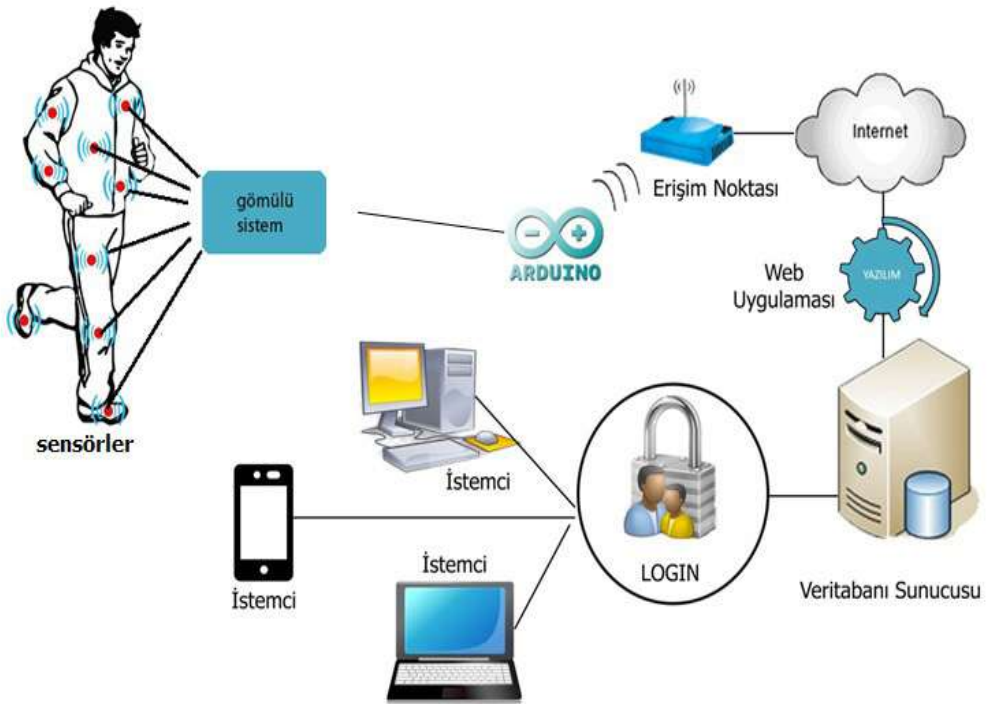 sensörler
gömülü
sistem
ARDUINO
Erişim Noktası
Internet
Web
Uygulaması
YAZILIM
İstemci
İstemci
İstemci
LOGIN
Veritabanı Sunucusu